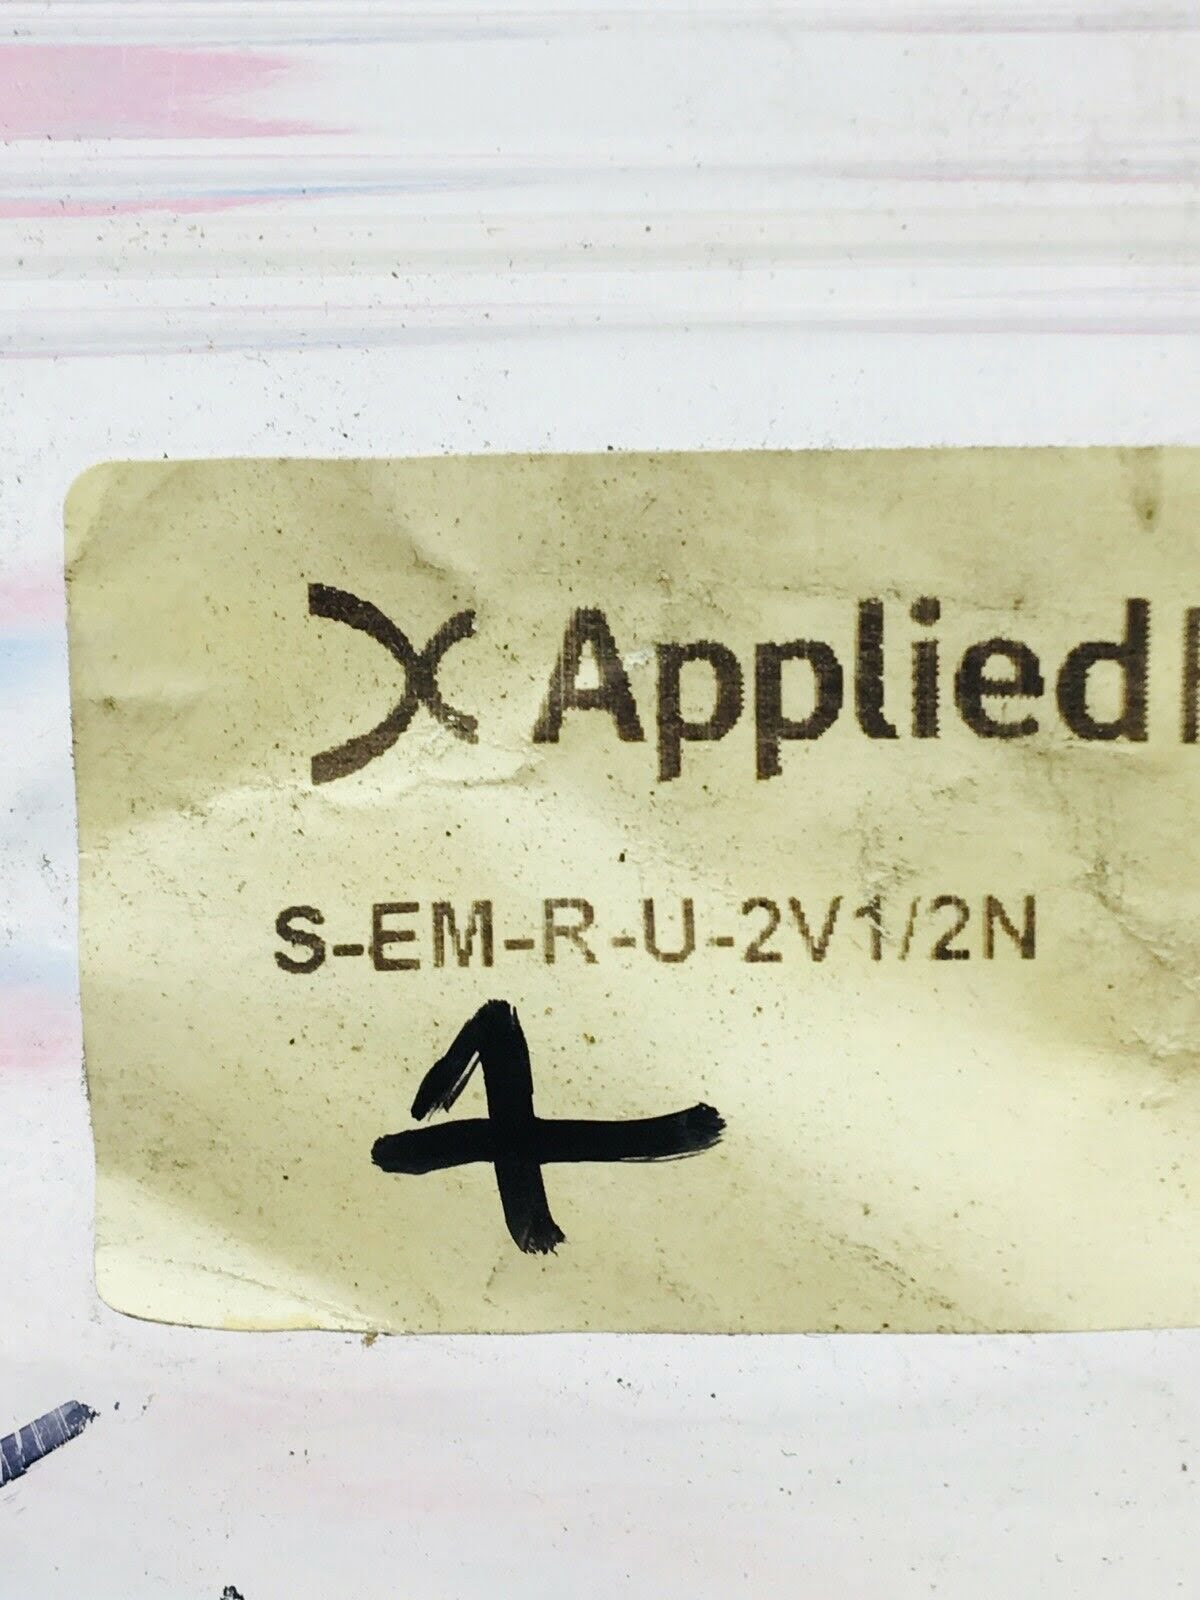 Applied
S-EM-R-U-2V1/2N
4